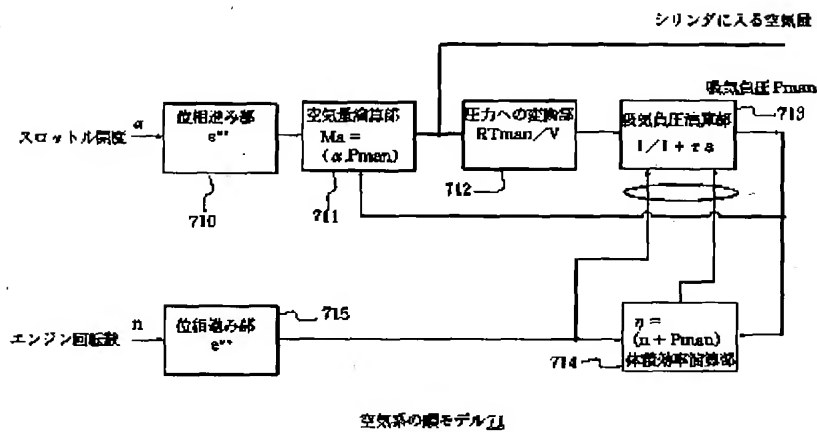 シリンダに入る空気量
吸気負圧 Pman
スロットル開度
α
位相進み部
710
空気量演算部
Ma =
(α.Pman)
711
圧力への変換部
RTman/V
712
吸気負圧演算部
1/1+τs
713
エンジン回転数
n
位相進み部
715
η =
(n + Pman)
体積効率演算部
714
空気系の順モデル 71